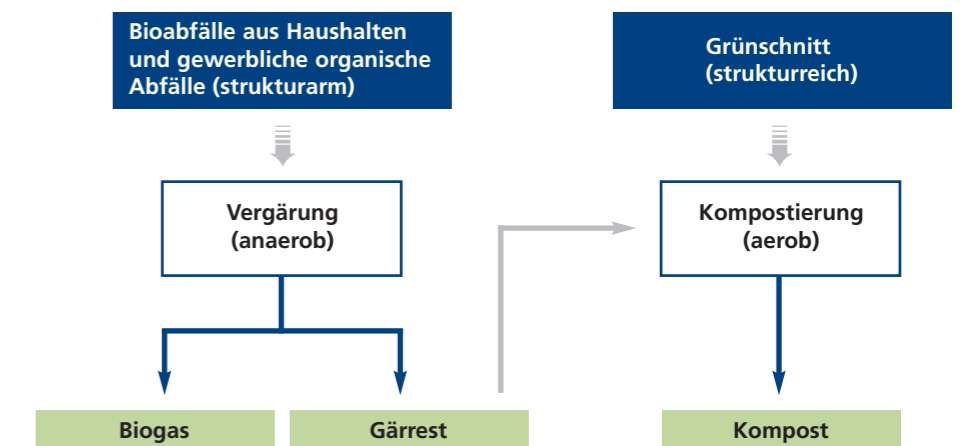 Bioabfälle aus Haushalten
und gewerbliche organische
Abfälle (strukturarm)
Grünschnitt
(strukturreich)
Vergärung
(anaerob)
Kompostierung
(aerob)
Biogas
Gärrest
Kompost